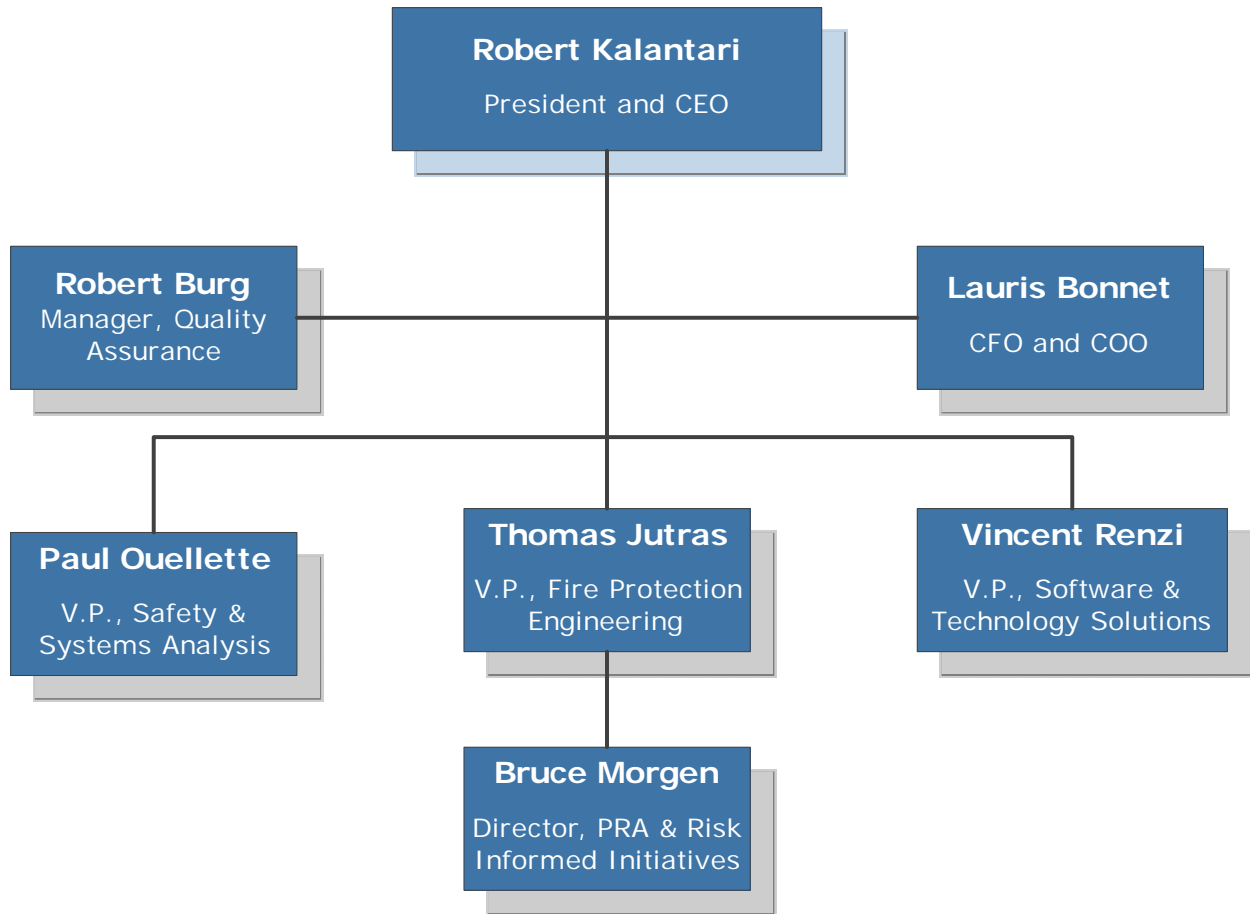 Robert Kalantari
President and CEO
Robert Burg
Manager, Quality
Assurance
Lauris Bonnet
CFO and COO
Paul Ouellette
V.P., Safety &
Systems Analysis
Thomas Jutras
V.P., Fire Protection
Engineering
Vincent Renzi
V.P., Software &
Technology Solutions
Bruce Morgen
Director, PRA & Risk
Informed Initiatives